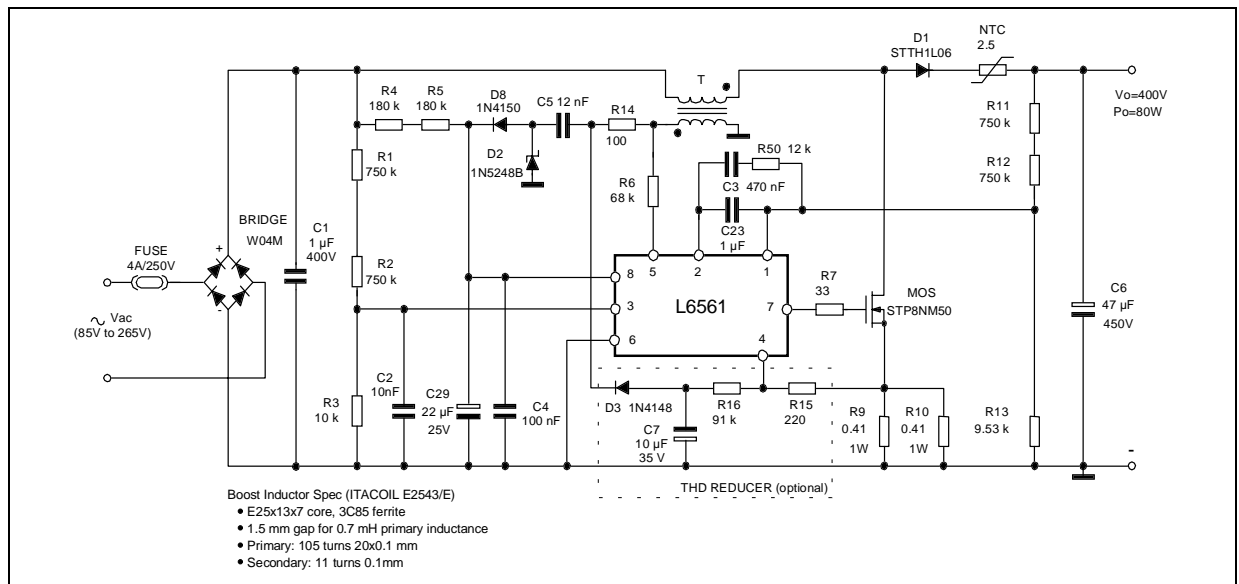 D1
STTH1L06
NTC
2.5
Vo=400V
Po=80W
R4
180 k
R5
180 k
D8
1N4150
C5 12 nF
R14
100
T
D2
1N5248B
R11
750 k
R12
750 k
R1
750 k
R6
68 k
R50 12 k
C3
470 nF
C23
1 µF
BRIDGE
W04M
+
-
C1
1 µF
400V
FUSE
4A/250V
Vac
(85V to 265V)
R2
750 k
5
2
1
8
3
6
L6561
7
4
R7
33
MOS
STP8NM50
C6
47 µF
450V
C2
10nF
C29
22 µF
25V
C4
100 nF
R3
10 k
D3 1N4148
R16
91 k
R15
220
C7
10 µF
35 V
R9
0.41
1W
R10
0.41
1W
R13
9.53 k
-
THD REDUCER (optional)
Boost Inductor Spec (ITACOIL E2543/E)
• E25x13x7 core, 3C85 ferrite
• 1.5 mm gap for 0.7 mH primary inductance
• Primary: 105 turns 20x0.1 mm
• Secondary: 11 turns 0.1mm